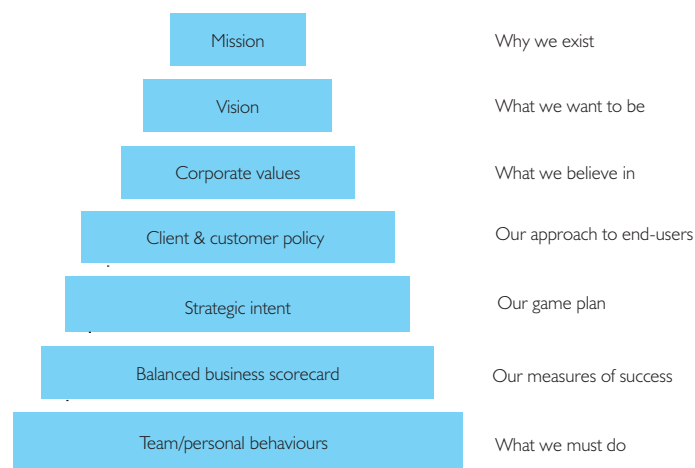 Mission
Why we exist
Vision
What we want to be
Corporate values
What we believe in
Client & customer policy
Our approach to end-users
Strategic intent
Our game plan
Balanced business scorecard
Our measures of success
Team/personal behaviours
What we must do